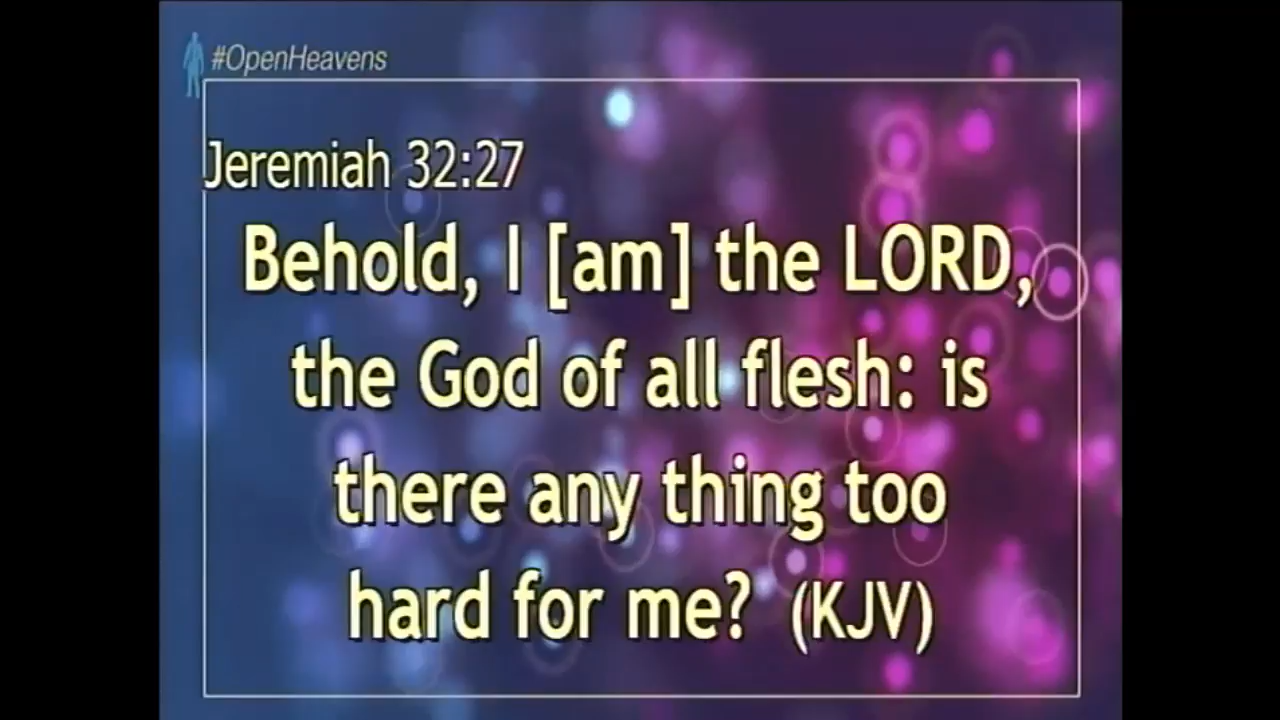 #OpenHeavens
Jeremiah 32:27
Behold, I [am] the LORD,
the God of all flesh: is
there any thing too
hard for me? (KJV)